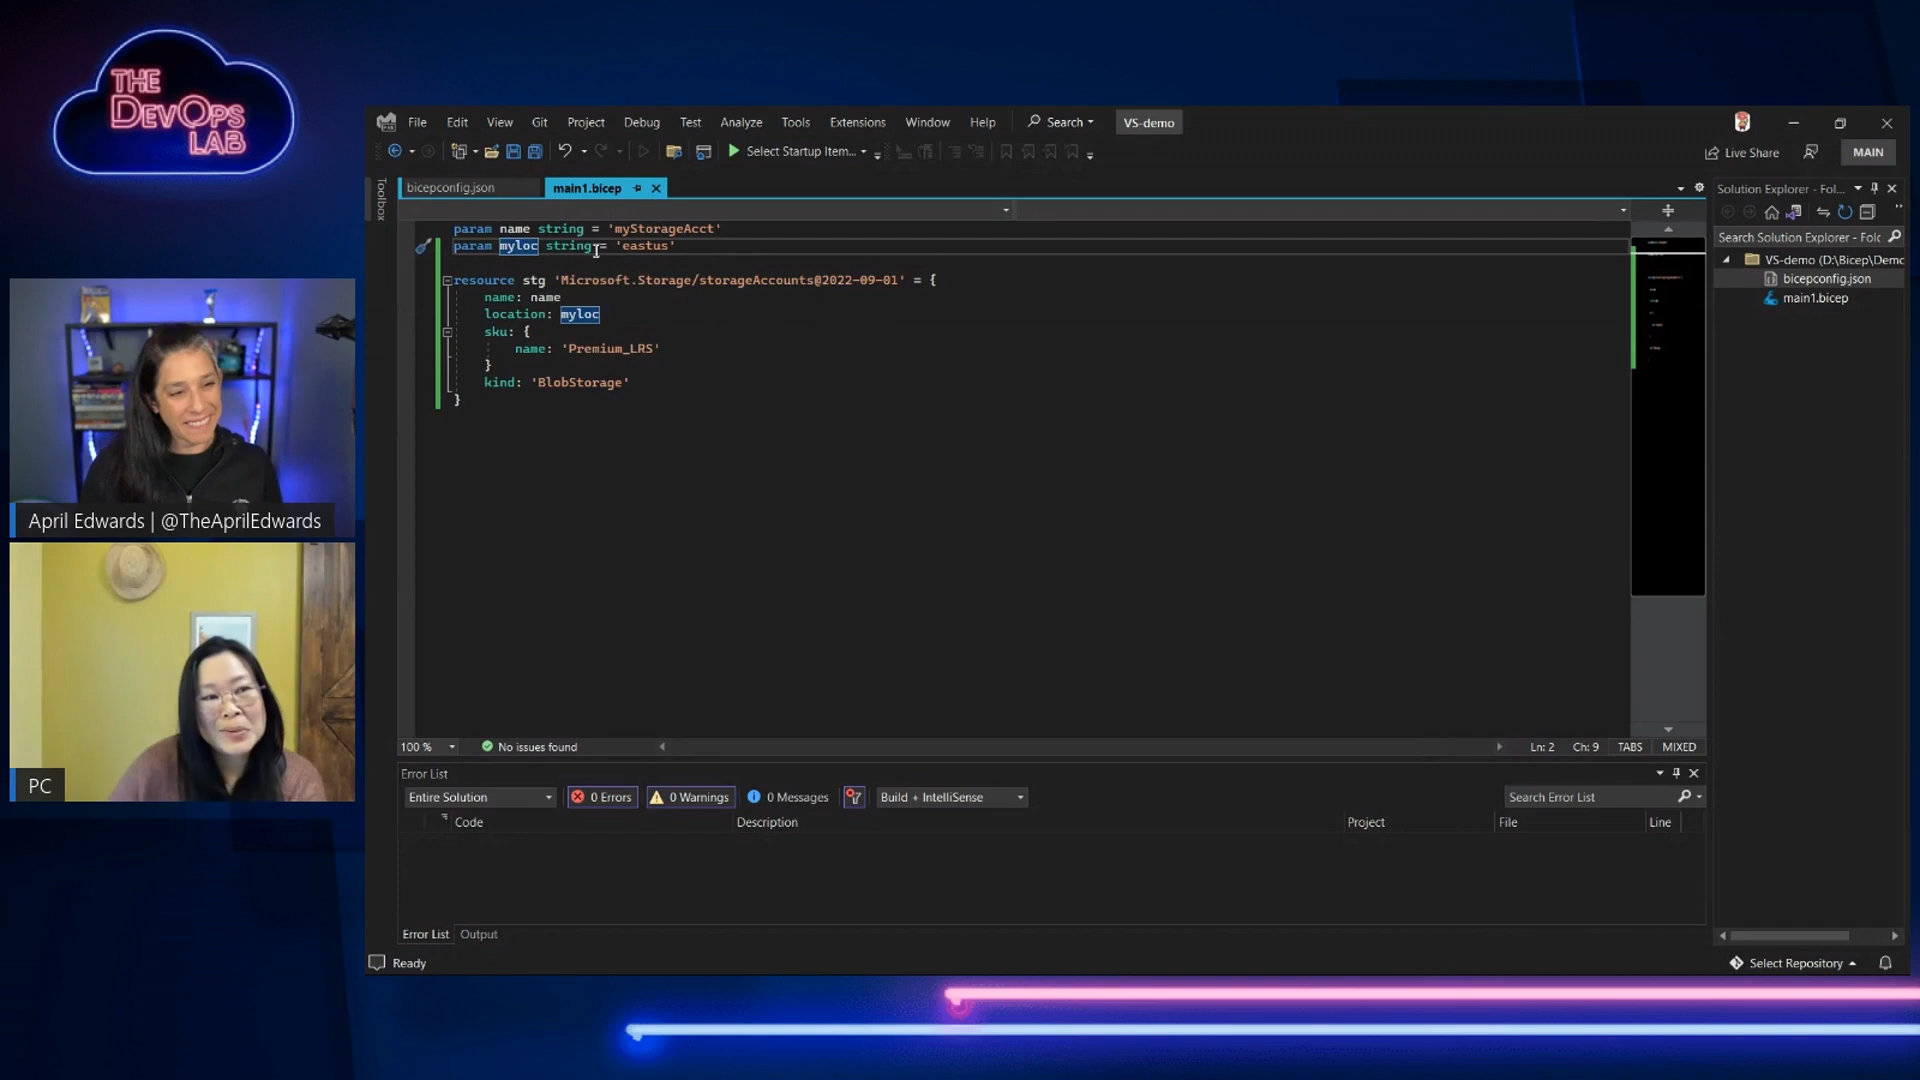 THE
DEVOPS
LAB
File Edit View Git Project Debug Test Analyze Tools Extensions Window Help Search VS-demo
Select Startup Item... Live Share MAIN
Toolbox
bicepconfig.json main1.bicep
Solution Explorer - Fol...
param name string = 'myStorageAcct'
param myloc string = 'eastus'
resource stg 'Microsoft.Storage/storageAccounts@2022-09-01' = {
name: name
location: myloc
sku: {
name: 'Premium_LRS'
}
kind: 'BlobStorage'
}
Search Solution Explorer - Folc
VS-demo (D:\Bicep\Demo
bicepconfig.json
main1.bicep
April Edwards | @TheAprilEdwards
PC
100 % No issues found Ln: 2 Ch: 9 TABS MIXED
Error List
Entire Solution 0 Errors 0 Warnings 0 Messages Build + IntelliSense Search Error List
Code Description Project File Line
Error List Output
Ready Select Repository